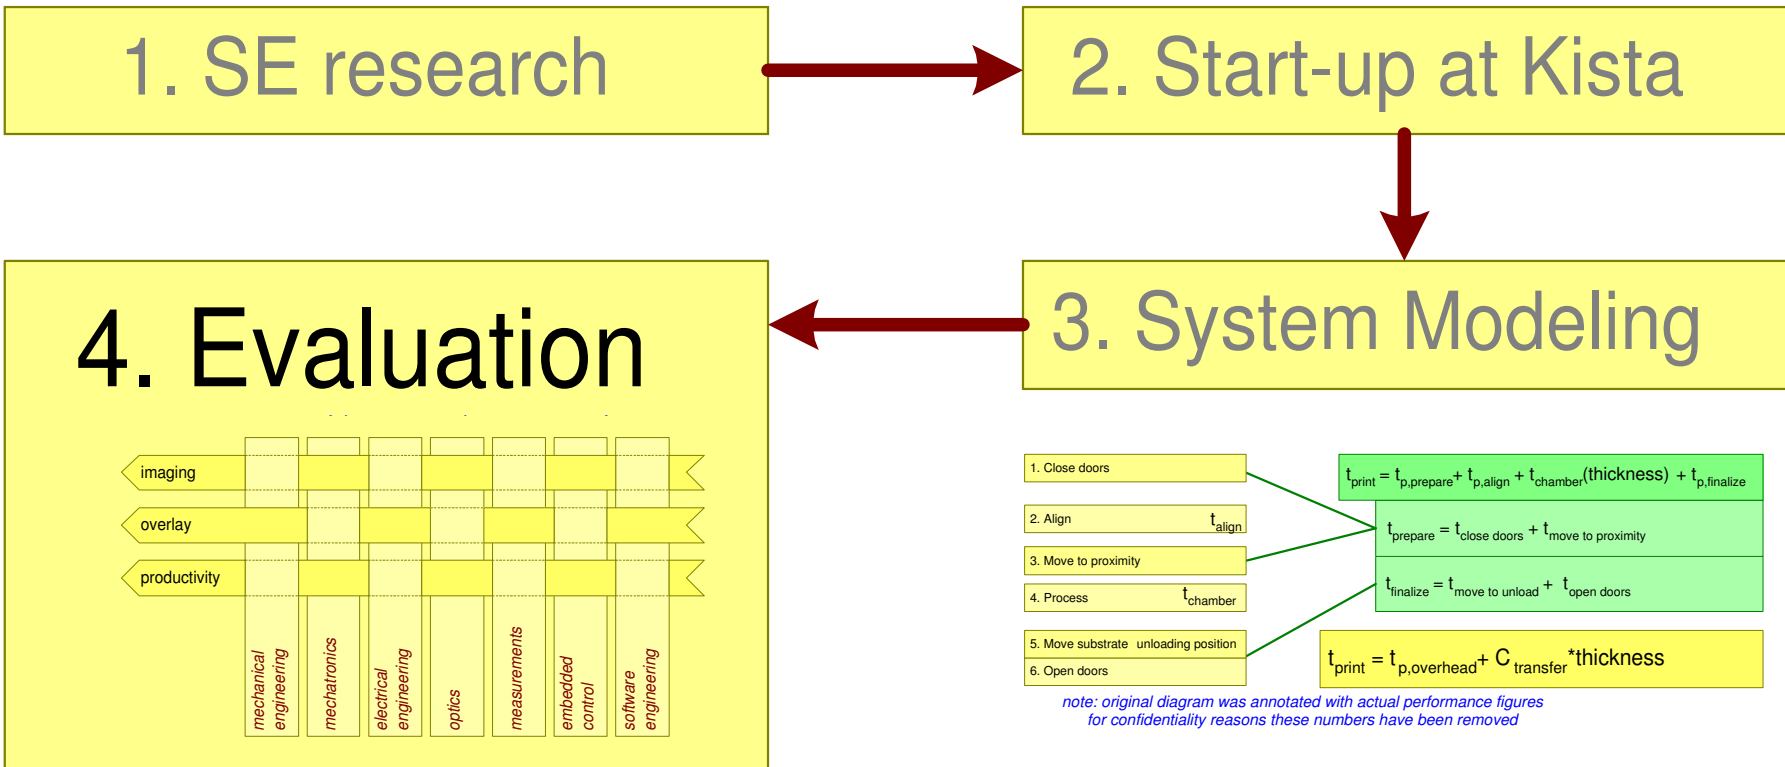 1. SE research
2. Start-up at Kista
4. Evaluation
imaging
overlay
productivity
mechanical
engineering
mechatronics
electrical
engineering
optics
measurements
embedded
control
software
engineering
3. System Modeling
1. Close doors
2. Align t_align
3. Move to proximity
4. Process t_chamber
5. Move substrate unloading position
6. Open doors
t_print = t_p,prepare + t_p,align + t_chamber(thickness) + t_p,finalize
t_prepare = t_close doors + t_move to proximity
t_finalize = t_move to unload + t_open doors
t_print = t_p,overhead + C_transfer*thickness
note: original diagram was annotated with actual performance figures
for confidentiality reasons these numbers have been removed